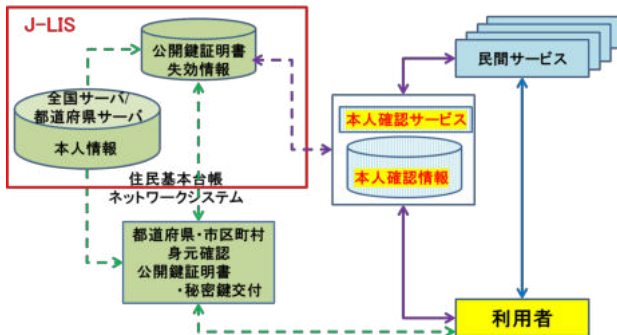 J-LIS
公開鍵証明書
失効情報
民間サービス
全国サーバ/
都道府県サーバ
本人情報
本人確認サービス
本人確認情報
住民基本台帳
ネットワークシステム
都道府県・市区町村
身元確認
公開鍵証明書
・秘密鍵交付
利用者